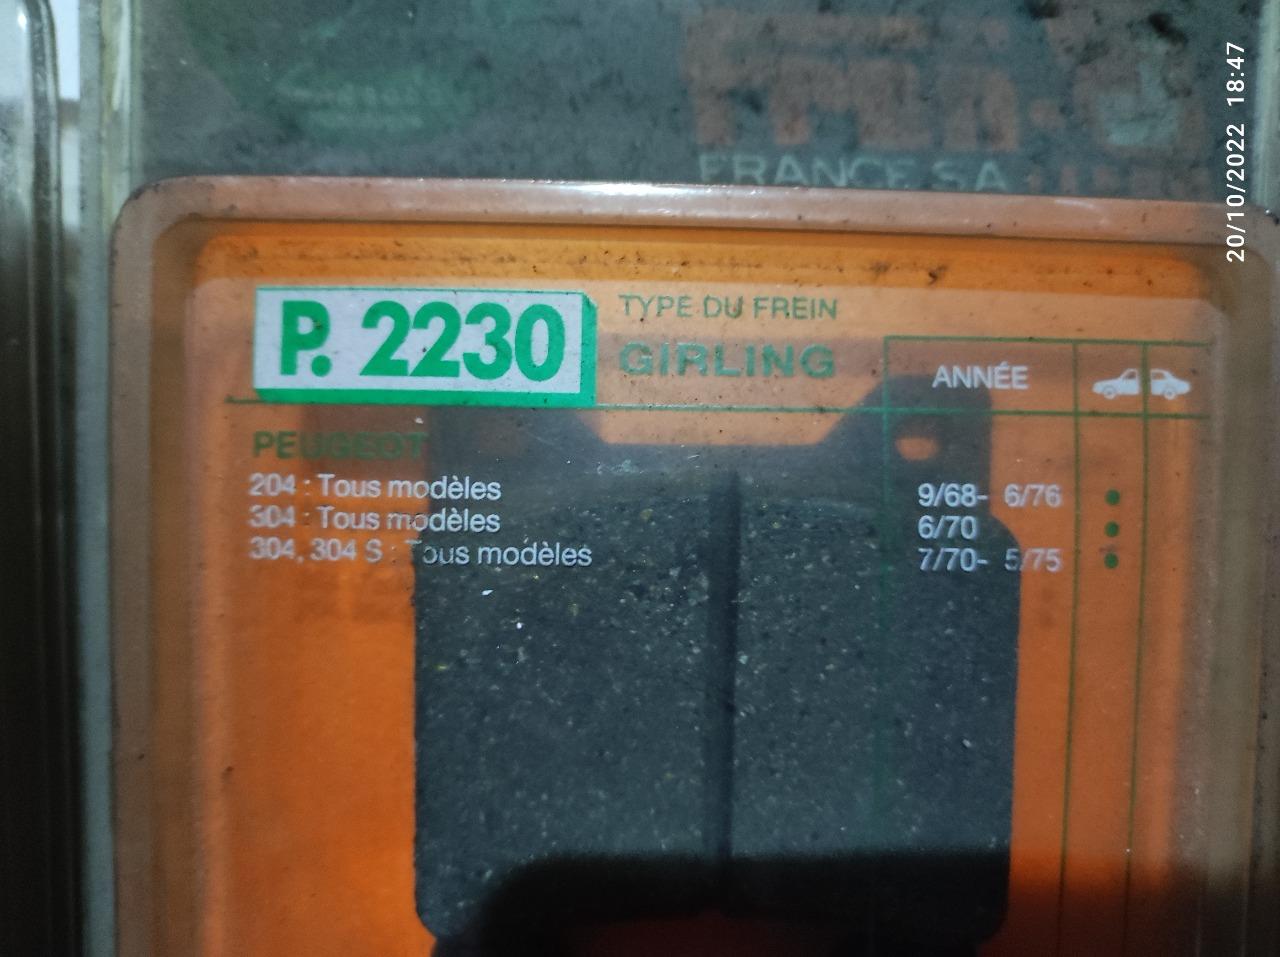 FRANCE S.A
20/10/2022 18:47
P. 2230
TYPE DU FREIN
GIRLING
ANNÉE
PEUGEOT
204 : Tous modèles 9/68- 6/76
304 : Tous modèles 6/70
304, 304 S : Tous modèles 7/70- 5/75